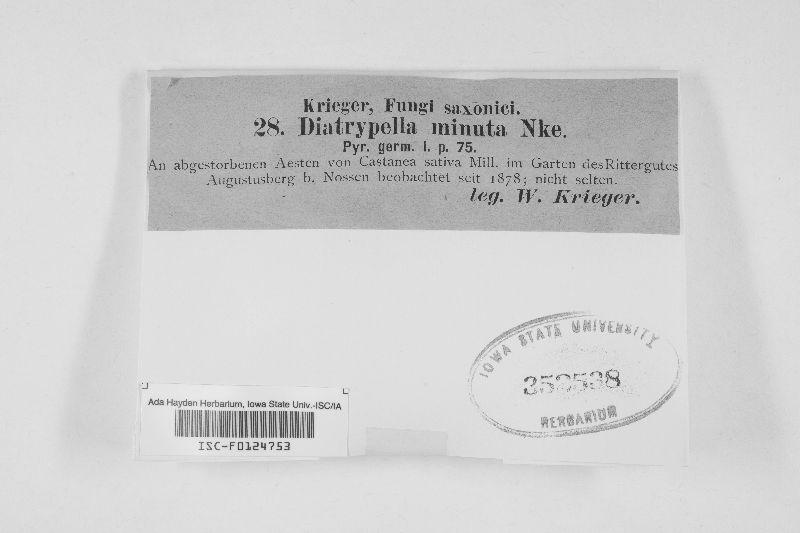 Krieger, Fungi saxonici.
28. Diatrypella minuta Nke.
Pyr. germ. I. p. 75.
An abgestorbenen Aesten von Castanea sativa Mill. im Garten des Rittergutes
Augustusberg b. Nossen beobachtet seit 1878; nicht selten.
leg. W. Krieger.
IOWA STATE UNIVERSITY
352538
HERBARIUM
Ada Hayden Herbarium, Iowa State Univ.-ISC/IA
ISC-F0124753